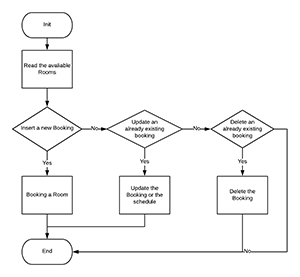 Init
Read the available
Rooms
Insert a new Booking
No
Update an
already existing
booking
No
Delete an
already existing
booking
Yes
Yes
Yes
Booking a Room
Update the
Booking or the
schedule
Delete the
Booking
End
No